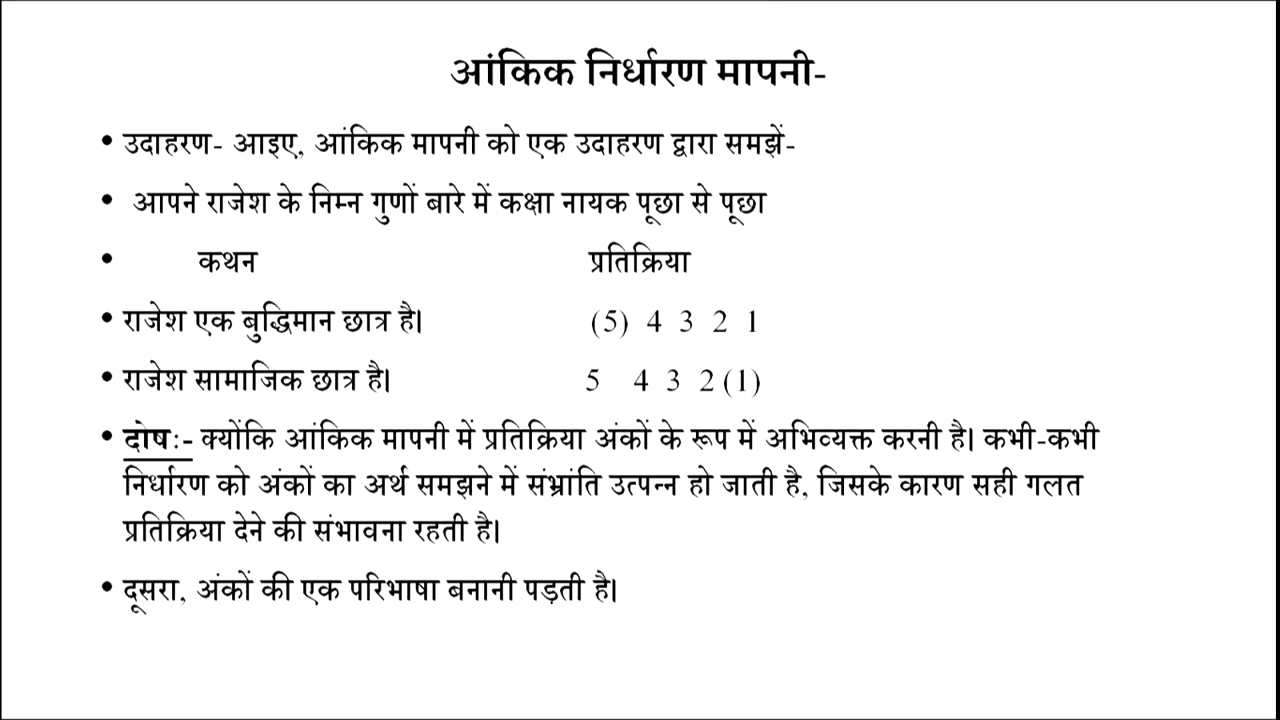 आंकिक निर्धारण मापनी-
• उदाहरण- आइए, आंकिक मापनी को एक उदाहरण द्वारा समझें-
• आपने राजेश के निम्न गुणों बारे में कक्षा नायक पूछा से पूछा
• कथन प्रतिक्रिया
• राजेश एक बुद्धिमान छात्र है। (5) 4 3 2 1
• राजेश सामाजिक छात्र है। 5 4 3 2 (1)
• दोषः- क्योंकि आंकिक मापनी में प्रतिक्रिया अंकों के रूप में अभिव्यक्त करनी है। कभी-कभी
निर्धारण को अंकों का अर्थ समझने में संभ्रांति उत्पन्न हो जाती है, जिसके कारण सही गलत
प्रतिक्रिया देने की संभावना रहती है।
• दूसरा, अंकों की एक परिभाषा बनानी पड़ती है।